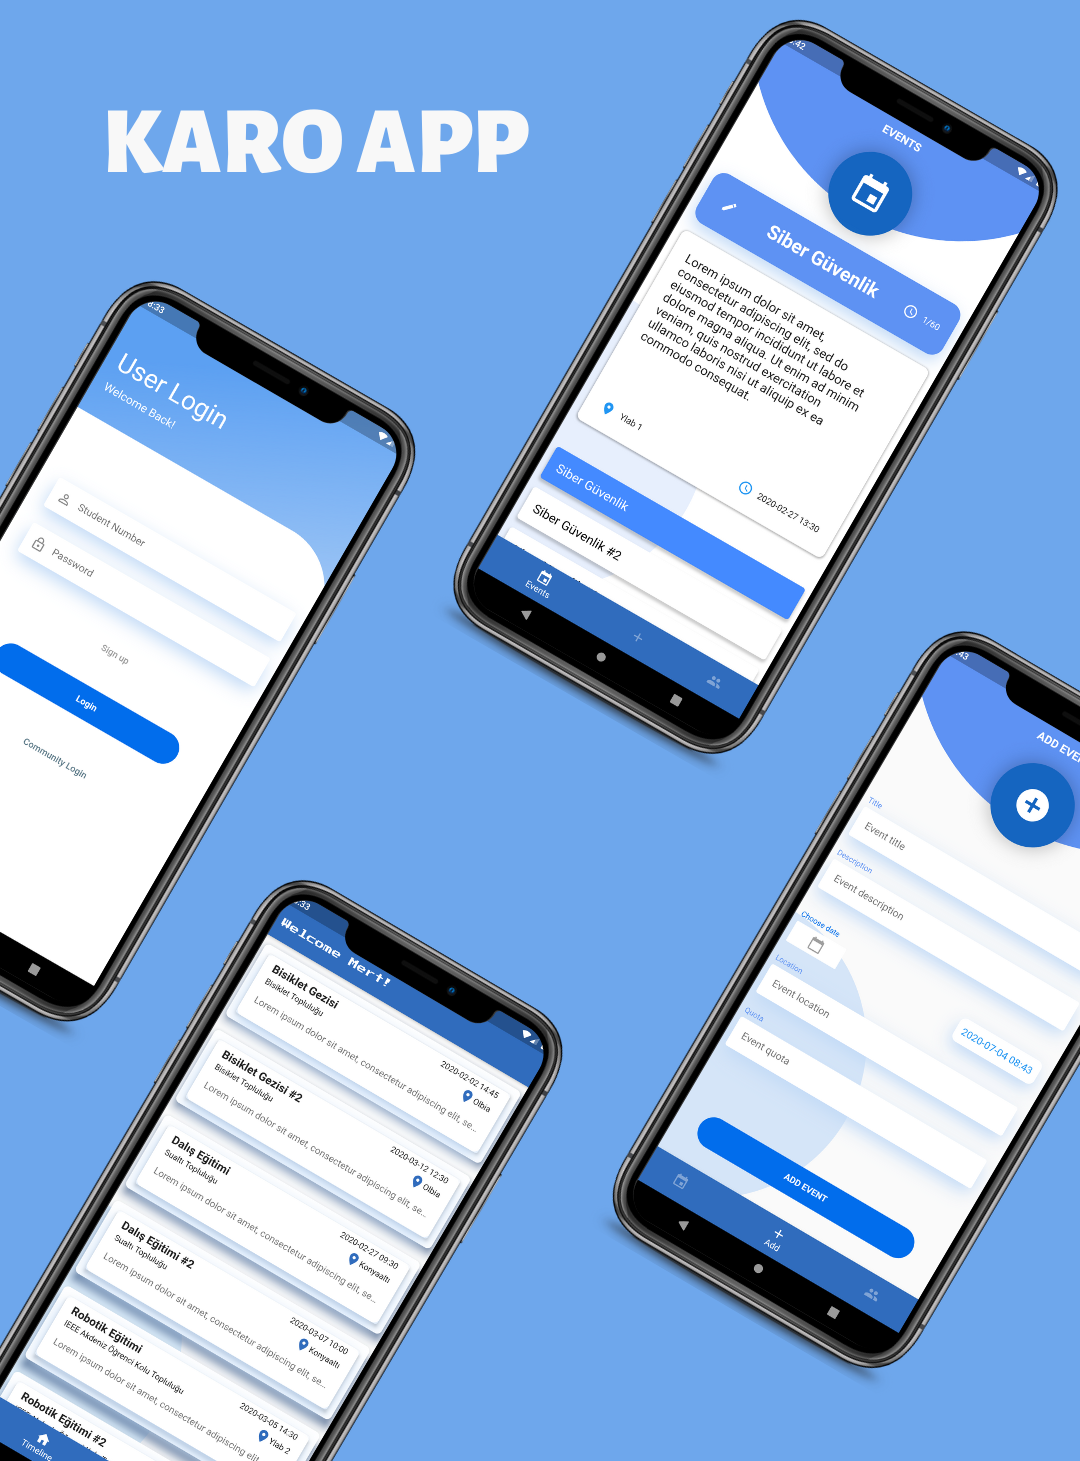 KARO APP
EVENTS
Siber Güvenlik
1/60
Lorem ipsum dolor sit amet,
consectetur adipiscing elit, sed do
eiusmod tempor incididunt ut labore et
dolore magna aliqua. Ut enim ad minim
veniam, quis nostrud exercitation
ullamco laboris nisi ut aliquip ex ea
commodo consequat.
Ylab 1
2020-02-27 13:30
Siber Güvenlik
Siber Güvenlik #2
Events
User Login
Welcome Back!
Student Number
Password
Sign up
Login
Community Login
ADD EVEN
Title
Event title
Description
Event description
Choose date
2020-07-04 08:43
Location
Event location
Quota
Event quota
ADD EVENT
Add
Welcome Mert!
Bisiklet Gezisi
Bisiklet Topluluğu
Lorem ipsum dolor sit amet, consectetur adipiscing elit, se...
2020-02-02 14:45
Olbia
Bisiklet Gezisi #2
Bisiklet Topluluğu
Lorem ipsum dolor sit amet, consectetur adipiscing elit, se...
2020-03-12 12:30
Olbia
Dalış Eğitimi
Sualtı Topluluğu
Lorem ipsum dolor sit amet, consectetur adipiscing elit, se...
2020-02-27 09:30
Konyaaltı
Dalış Eğitimi #2
Sualtı Topluluğu
Lorem ipsum dolor sit amet, consectetur adipiscing elit, se...
2020-03-07 10:00
Konyaaltı
Robotik Eğitimi
IEEE Akdeniz Öğrenci Kolu Topluluğu
Lorem ipsum dolor sit amet, consectetur adipiscing elit
2020-03-05 14:30
Ylab 2
Robotik Eğitimi #2
Timeline